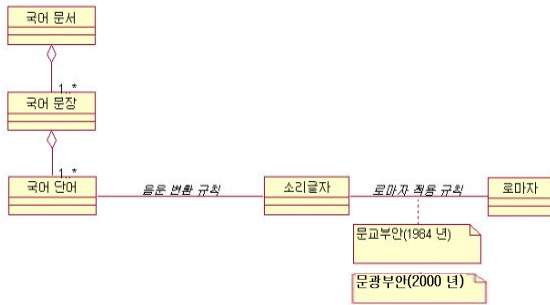 국어 문서
1..*
국어 문장
1..*
국어 단어
음운 변환 규칙
소리글자
로마자 적용 규칙
로마자
문교부안(1984 년)
문광부안(2000 년)